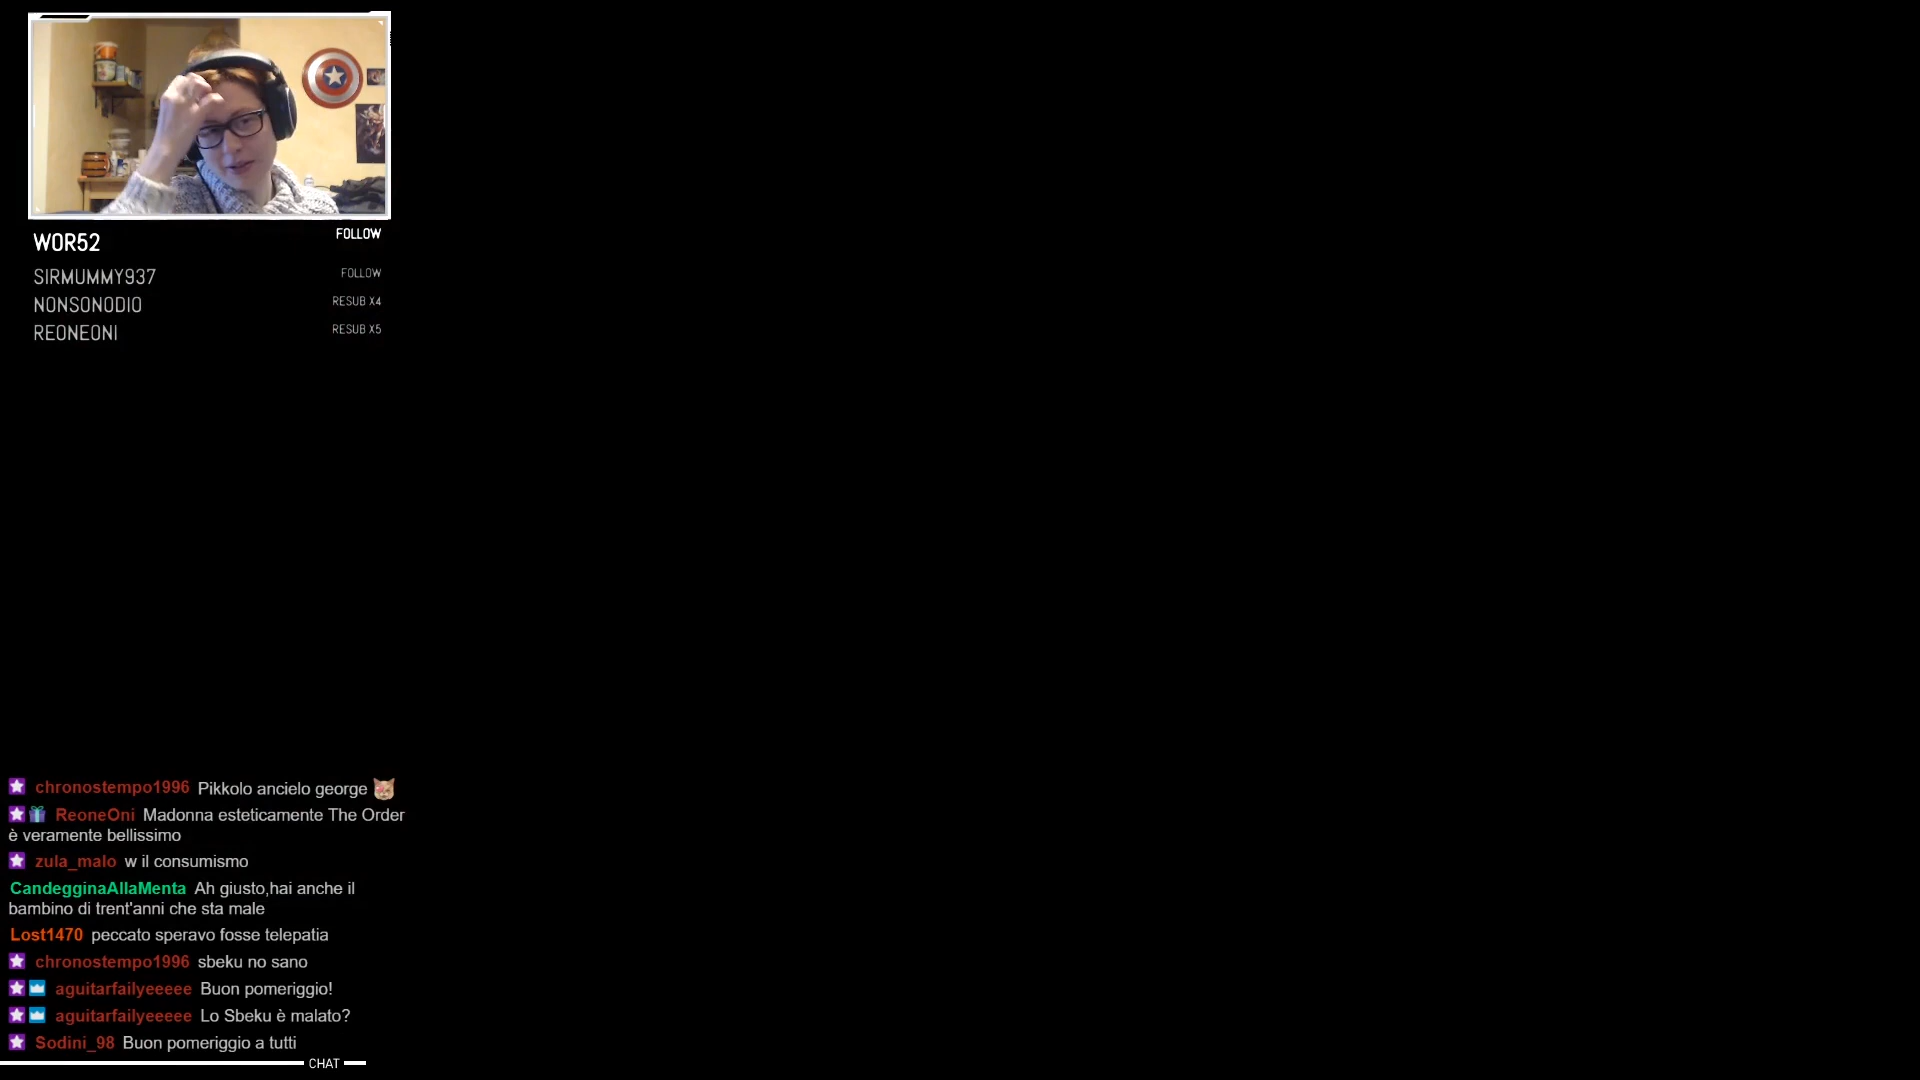 WOR52 FOLLOW
SIRMUMMY937 FOLLOW
NONSONODIO RESUB X4
REONEONI RESUB X5
chronostempo1996 Pikkolo ancielo george
ReoneOni Madonna esteticamente The Order
è veramente bellissimo
zula_malo w il consumismo
CandegginaAllaMenta Ah giusto,hai anche il
bambino di trent'anni che sta male
Lost1470 peccato speravo fosse telepatia
chronostempo1996 sbeku no sano
aguitarfailyeeeee Buon pomeriggio!
aguitarfailyeeeee Lo Sbeku è malato?
Sodini_98 Buon pomeriggio a tutti
CHAT